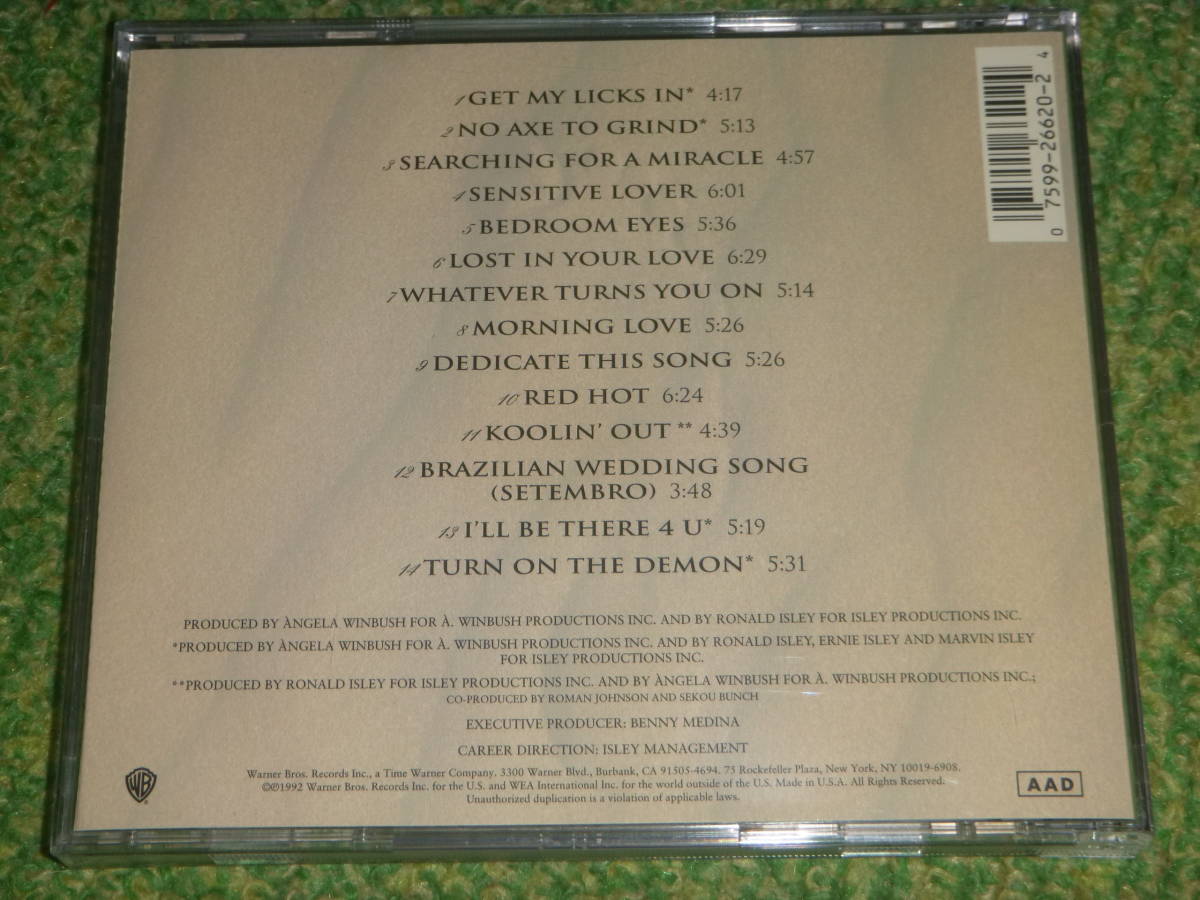 1 GET MY LICKS IN* 4:17
2 NO AXE TO GRIND* 5:13
3 SEARCHING FOR A MIRACLE 4:57
4 SENSITIVE LOVER 6:01
5 BEDROOM EYES 5:36
6 LOST IN YOUR LOVE 6:29
7 WHATEVER TURNS YOU ON 5:14
8 MORNING LOVE 5:26
9 DEDICATE THIS SONG 5:26
10 RED HOT 6:24
11 KOOLIN' OUT ** 4:39
12 BRAZILIAN WEDDING SONG
(SETEMBRO) 3:48
13 I'LL BE THERE 4 U* 5:19
14 TURN ON THE DEMON* 5:31
0 7599-26620-2 4
PRODUCED BY ÀNGELA WINBUSH FOR À. WINBUSH PRODUCTIONS INC. AND BY RONALD ISLEY FOR ISLEY PRODUCTIONS INC.
*PRODUCED BY ÀNGELA WINBUSH FOR À. WINBUSH PRODUCTIONS INC. AND BY RONALD ISLEY, ERNIE ISLEY AND MARVIN ISLEY
FOR ISLEY PRODUCTIONS INC.
**PRODUCED BY RONALD ISLEY FOR ISLEY PRODUCTIONS INC. AND BY ÀNGELA WINBUSH FOR À. WINBUSH PRODUCTIONS INC.;
CO-PRODUCED BY ROMAN JOHNSON AND SEKOU BUNCH
EXECUTIVE PRODUCER: BENNY MEDINA
CAREER DIRECTION: ISLEY MANAGEMENT
WB
Warner Bros. Records Inc., a Time Warner Company. 3300 Warner Blvd., Burbank, CA 91505-4694. 75 Rockefeller Plaza, New York, NY 10019-6908.
©℗1992 Warner Bros. Records Inc. for the U.S. and WEA International Inc. for the world outside of the U.S. Made in U.S.A. All Rights Reserved.
Unauthorized duplication is a violation of applicable laws.
AAD